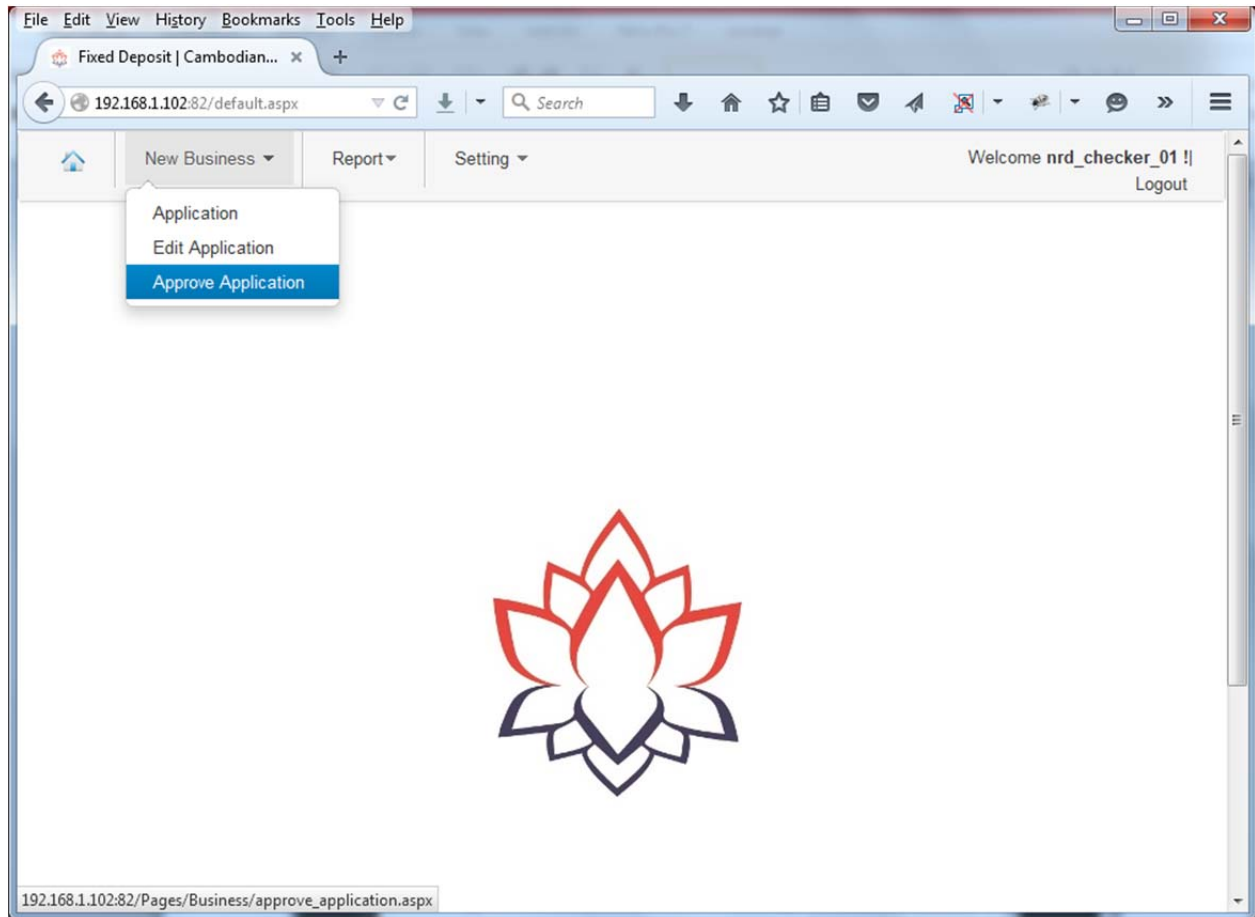 File Edit View History Bookmarks Tools Help
Fixed Deposit | Cambodian...
192.168.1.102:82/default.aspx Search
New Business Report Setting Welcome nrd_checker_01 !|
Logout
Application
Edit Application
Approve Application
192.168.1.102:82/Pages/Business/approve_application.aspx